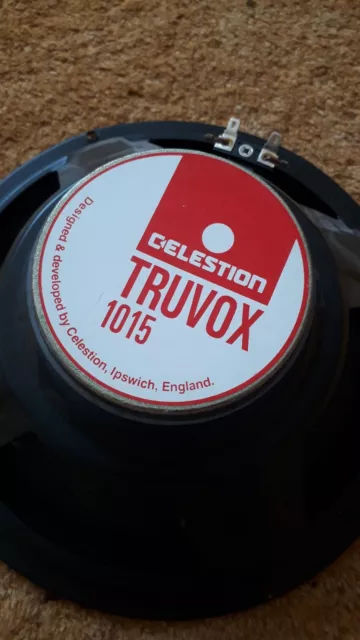 CELESTION
TRUVOX
1015
Designed & developed by Celestion, Ipswich, England.